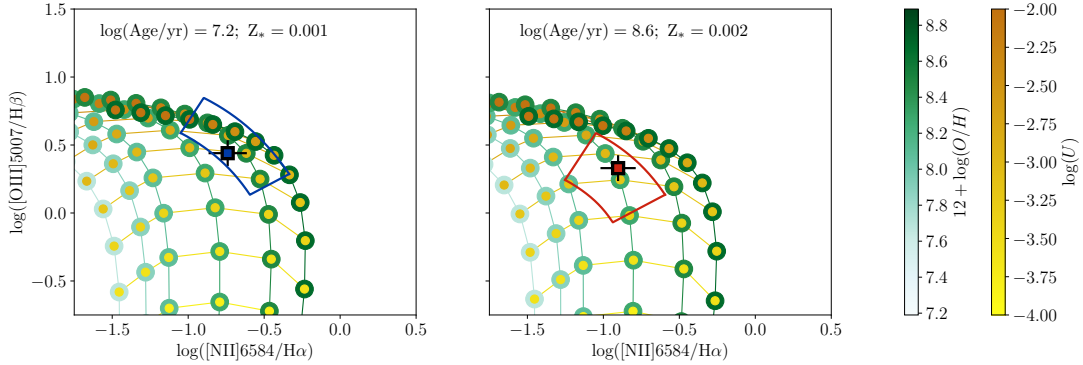 log(Age/yr) = 7.2; Z* = 0.001
1.5
1.0
0.5
0.0
−0.5
log([OIII]5007/Hβ)
−1.5 −1.0 −0.5 0.0 0.5
log([NII]6584/Hα)
log(Age/yr) = 8.6; Z* = 0.002
−1.5 −1.0 −0.5 0.0 0.5
log([NII]6584/Hα)
8.8
8.6
8.4
8.2
8.0
7.8
7.6
7.4
7.2
12 + log(O/H)
−2.00
−2.25
−2.50
−2.75
−3.00
−3.25
−3.50
−3.75
−4.00
log(U)